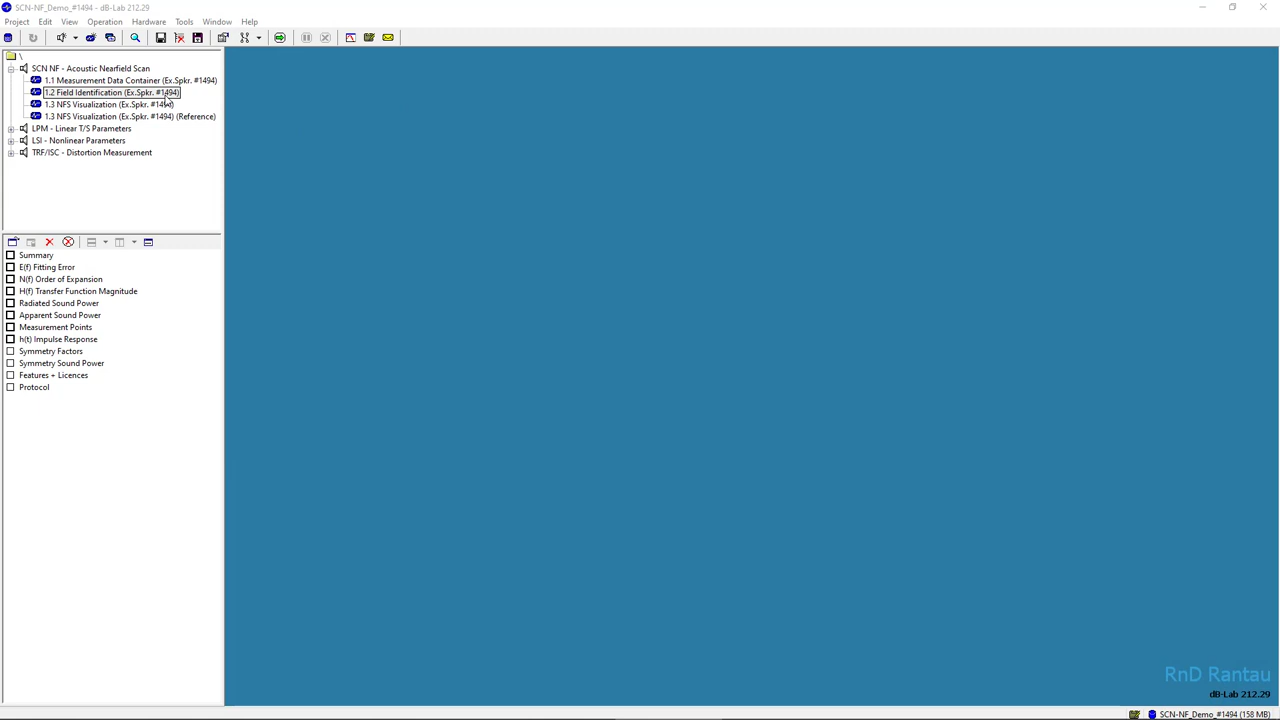 SCN-NF_Demo_#1494 - dB-Lab 212.29
Project Edit View Operation Hardware Tools Window Help
\
SCN NF - Acoustic Nearfield Scan
1.1 Measurement Data Container (Ex.Spkr. #1494)
1.2 Field Identification (Ex.Spkr. #1494)
1.3 NFS Visualization (Ex.Spkr. #1494)
1.3 NFS Visualization (Ex.Spkr. #1494) (Reference)
LPM - Linear T/S Parameters
LSI - Nonlinear Parameters
TRF/ISC - Distortion Measurement
Summary
E(f) Fitting Error
N(f) Order of Expansion
H(f) Transfer Function Magnitude
Radiated Sound Power
Apparent Sound Power
Measurement Points
h(t) Impulse Response
Symmetry Factors
Symmetry Sound Power
Features + Licences
Protocol
RnD Rantau
dB-Lab 212.29
SCN-NF_Demo_#1494 (158 MB)